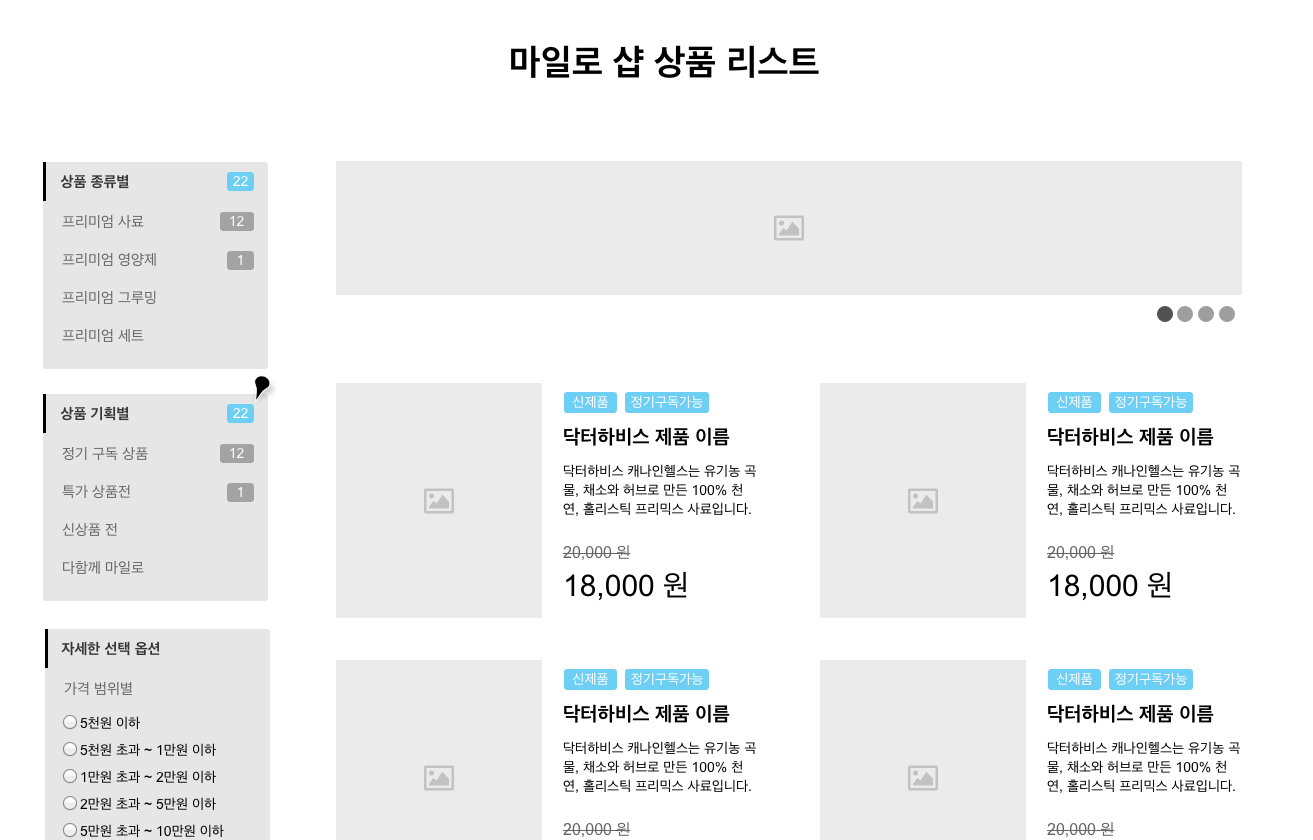 마일로 샵 상품 리스트
상품 종류별 22
프리미엄 사료 12
프리미엄 영양제 1
프리미엄 그루밍
프리미엄 세트
상품 기획별 22
정기 구독 상품 12
특가 상품전 1
신상품 전
다함께 마일로
자세한 선택 옵션
가격 범위별
5천원 이하
5천원 초과 ~ 1만원 이하
1만원 초과 ~ 2만원 이하
2만원 초과 ~ 5만원 이하
5만원 초과 ~ 10만원 이하
신제품 정기구독가능
닥터하비스 제품 이름
닥터하비스 캐나인헬스는 유기농 곡
물, 채소와 허브로 만든 100% 천
연, 홀리스틱 프리믹스 사료입니다.
20,000 원
18,000 원
신제품 정기구독가능
닥터하비스 제품 이름
닥터하비스 캐나인헬스는 유기농 곡
물, 채소와 허브로 만든 100% 천
연, 홀리스틱 프리믹스 사료입니다.
20,000 원
18,000 원
신제품 정기구독가능
닥터하비스 제품 이름
닥터하비스 캐나인헬스는 유기농 곡
물, 채소와 허브로 만든 100% 천
연, 홀리스틱 프리믹스 사료입니다.
20,000 원
신제품 정기구독가능
닥터하비스 제품 이름
닥터하비스 캐나인헬스는 유기농 곡
물, 채소와 허브로 만든 100% 천
연, 홀리스틱 프리믹스 사료입니다.
20,000 원